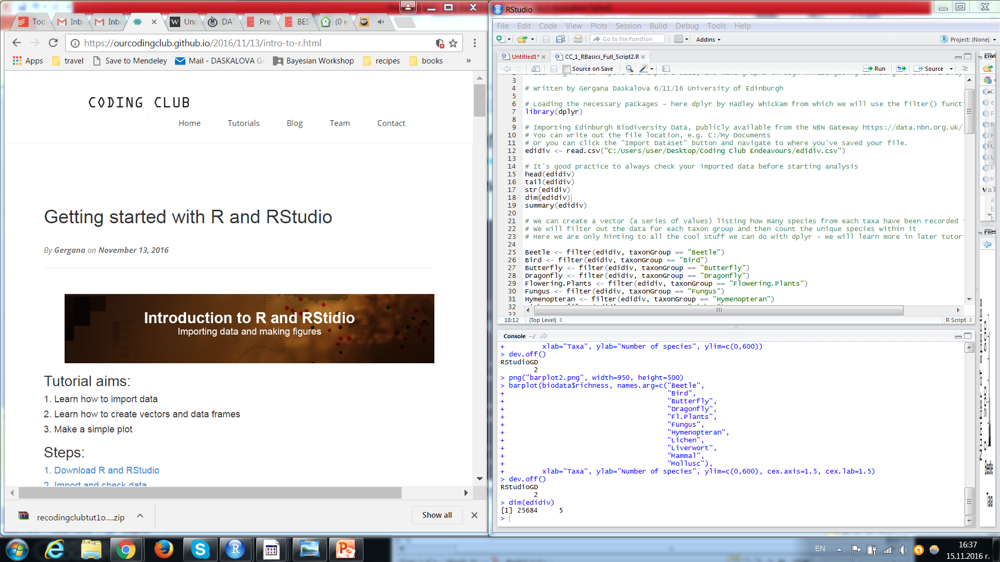 Tod
Inb
Inb
Unc
DA
Pre
BES
(0 н
https://ourcodingclub.github.io/2016/11/13/intro-to-r.html
Apps
travel
Save to Mendeley
Mail - DASKALOVA G
Bayesian Workshop
recipes
books
»
CODING CLUB
Home
Tutorials
Blog
Team
Contact
Getting started with R and RStudio
By Gergana on November 13, 2016
Introduction to R and RStidio
Importing data and making figures
Tutorial aims:
1. Learn how to import data
2. Learn how to create vectors and data frames
3. Make a simple plot
Steps:
1. Download R and RStudio
2. Import and check data
recodingclubtut1o....zip
Show all
RStudio
File Edit Code View Plots Session Build Debug Tools Help
Go to file/function
Addins
Project: (None)
Untitled1*
CC_1_RBasics_Full_Script2.R
Source on Save
Run
Source
3
4 # Written by Gergana Daskalova 6/11/16 University of Edinburgh
5
6 # Loading the necessary packages - here dplyr by Hadley Whickam from which we will use the filter() funct
7 library(dplyr)
8
9 # Importing Edinburgh Biodiversity Data, publicly available from the NBN Gateway https://data.nbn.org.uk/
10 # You can write out the file location, e.g. C:/My Documents
11 # Or you can click the "Import Dataset" button and navigate to where you've saved your file.
12 edidiv <- read.csv("C:/Users/user/Desktop/Coding Club Endeavours/edidiv.csv")
13
14 # It's good practice to always check your imported data before starting analysis
15 head(edidiv)
16 tail(edidiv)
17 str(edidiv)
18 dim(edidiv)
19 summary(edidiv)
20
21 # We can create a vector (a series of values) listing how many species from each taxa have been recorded
22 # We will filter out the data for each taxon group and then count the unique species within it
23 # Here we are only hinting to all the cool stuff we can do with dplyr - we will learn more in later tutor
24
25 Beetle <- filter(edidiv, taxonGroup == "Beetle")
26 Bird <- filter(edidiv, taxonGroup == "Bird")
27 Butterfly <- filter(edidiv, taxonGroup == "Butterfly")
28 Dragonfly <- filter(edidiv, taxonGroup == "Dragonfly")
29 Flowering.Plants <- filter(edidiv, taxonGroup == "Flowering.Plants")
30 Fungus <- filter(edidiv, taxonGroup == "Fungus")
31 Hymenopteran <- filter(edidiv, taxonGroup == "Hymenopteran")
32
33
18:12 (Top Level) R Script
Console ~/
+ xlab="Taxa", ylab="Number of species", ylim=c(0,600))
> dev.off()
RStudioGD
2
> png("barplot2.png", width=950, height=500)
> barplot(biodata$richness, names.arg=c("Beetle",
+ "Bird",
+ "Butterfly",
+ "Dragonfly",
+ "Fl.Plants",
+ "Fungus",
+ "Hymenopteran",
+ "Lichen",
+ "Liverwort",
+ "Mammal",
+ "Mollusc"),
+ xlab="Taxa", ylab="Number of species", ylim=c(0,600), cex.axis=1.5, cex.lab=1.5)
> dev.off()
RStudioGD
2
> dim(edidiv)
[1] 25684 5
>
Number of species
Beetle
Taxa
EN
16:37
15.11.2016 г.